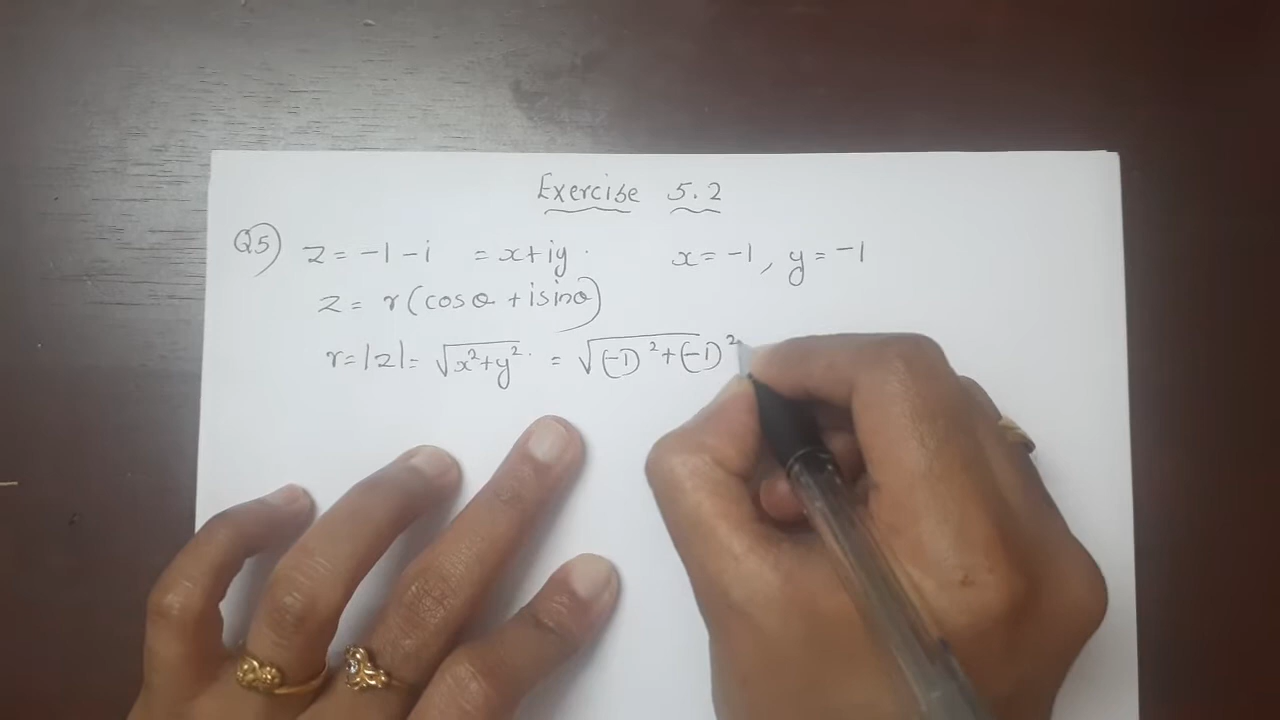 Exercise 5.2
Q5) z = -1 - i = x + iy. x = -1, y = -1
z = r(cosθ + isinθ)
r = |z| = √x²+y². = √(-1)²+(-1)²